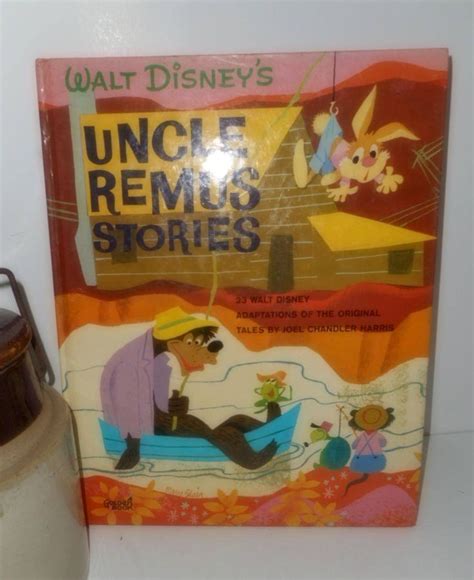 WALT DISNEY'S
UNCLE
REMUS
STORIES
23 WALT DISNEY
ADAPTATIONS OF THE ORIGINAL
TALES BY JOEL CHANDLER HARRIS